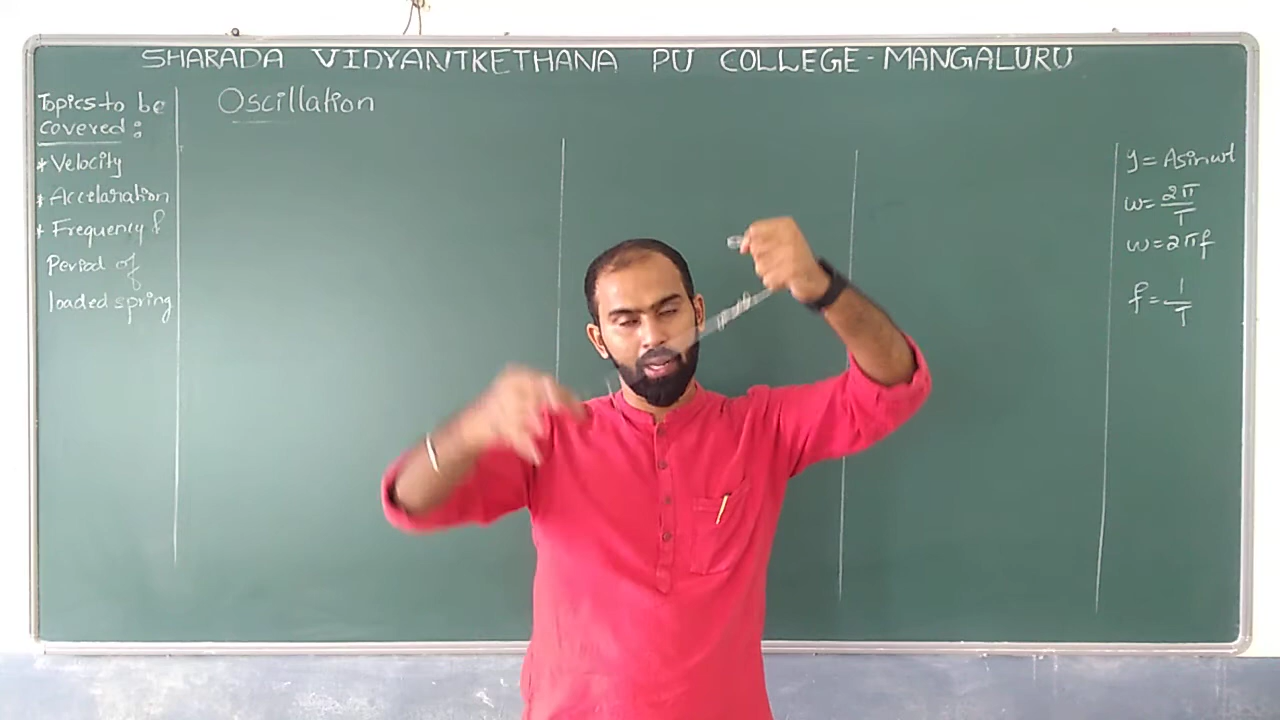 SHARADA VIDYANIKETHANA PU COLLEGE - MANGALURU
Topics to be
covered:
* Velocity
* Accelaration
* Frequency &
Period of
loaded spring
Oscillation
y = Asinωt
ω = 2π/T
ω = 2πf
f = 1/T